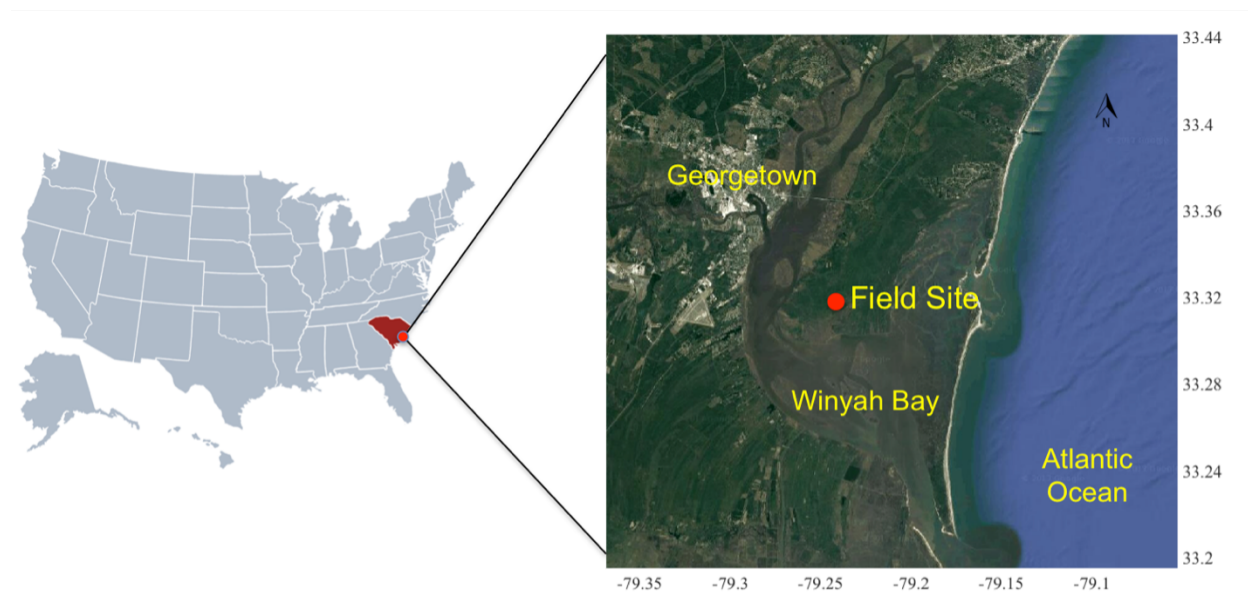 33.44
N
33.4
Georgetown
33.36
Field Site
33.32
33.28
Winyah Bay
Atlantic
Ocean
33.24
33.2
-79.35 -79.3 -79.25 -79.2 -79.15 -79.1